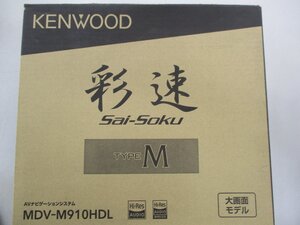 KENWOOD
彩速
Sai-Soku
TYPE M
AVナビゲーションシステム
MDV-M910HDL
Hi-Res
AUDIO
Hi-Res
大画面
モデル